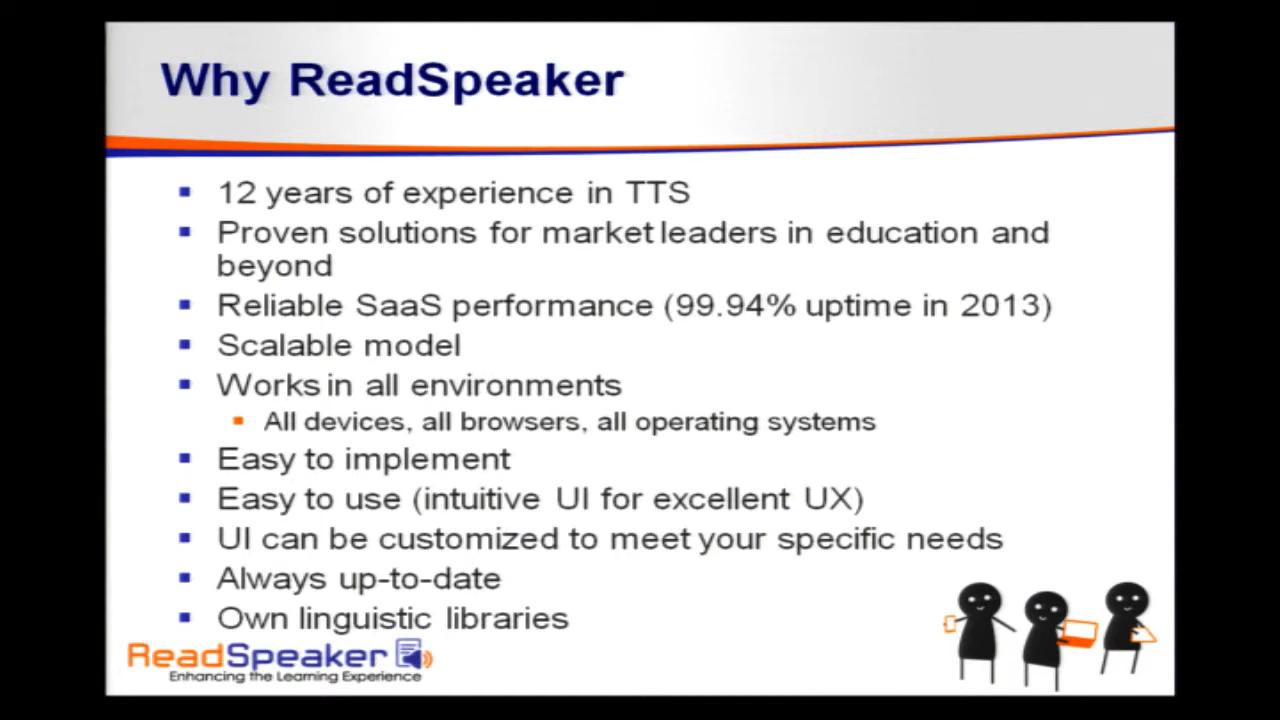 Why ReadSpeaker
12 years of experience in TTS
Proven solutions for market leaders in education and
beyond
Reliable SaaS performance (99.94% uptime in 2013)
Scalable model
Works in all environments
All devices, all browsers, all operating systems
Easy to implement
Easy to use (intuitive UI for excellent UX)
UI can be customized to meet your specific needs
Always up-to-date
Own linguistic libraries
ReadSpeaker
Enhancing the Learning Experience